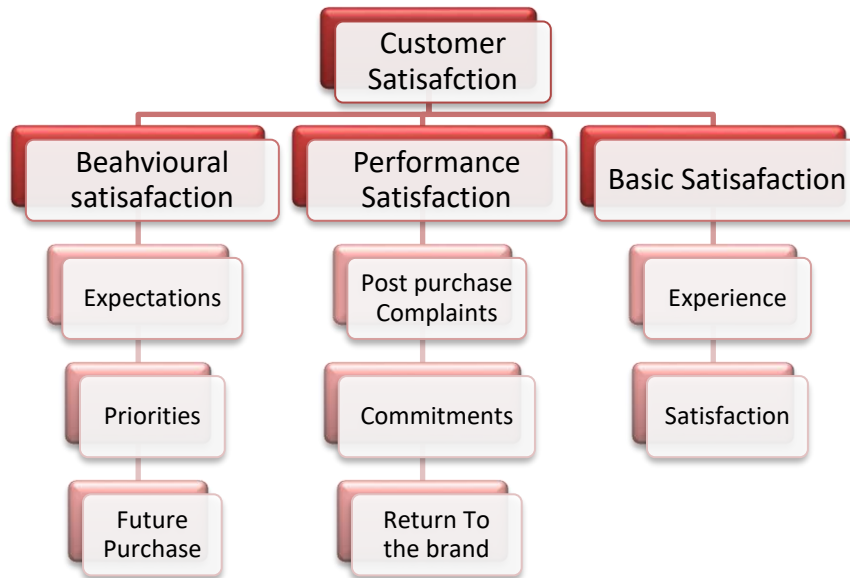 Customer
Satisafction
Beahvioural
satisafaction
Performance
Satisfaction
Basic Satisafaction
Expectations
Post purchase
Complaints
Experience
Priorities
Commitments
Satisfaction
Future
Purchase
Return To
the brand